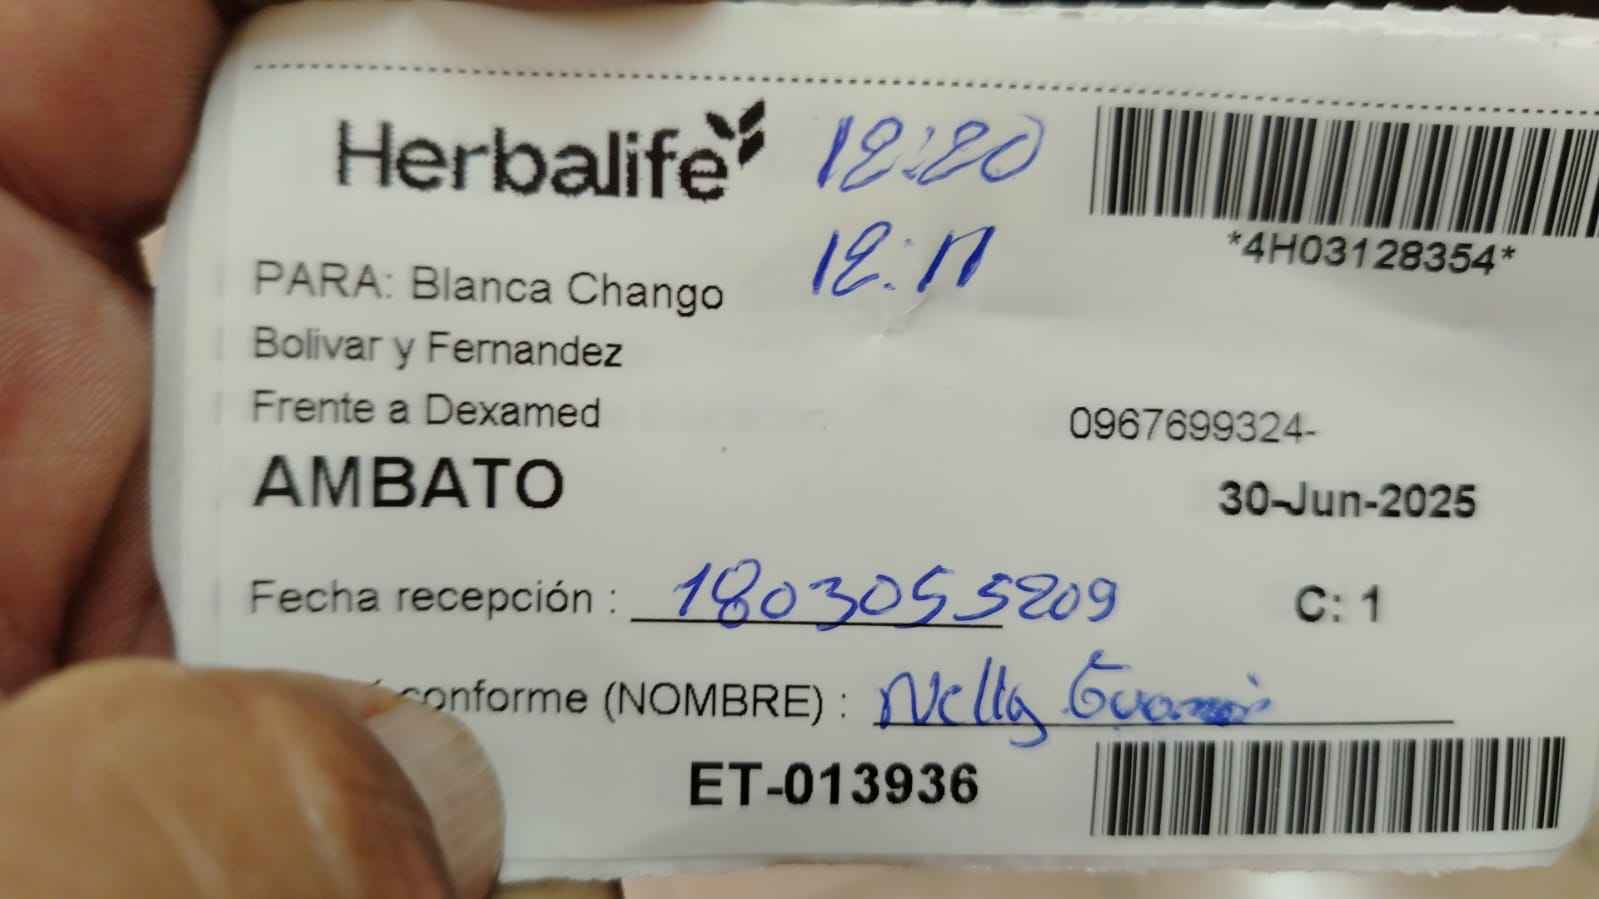 Herbalife
12:20
*4H03128354*
12:11
PARA: Blanca Chango
Bolivar y Fernandez
Frente a Dexamed
0967699324-
AMBATO
30-Jun-2025
Fecha recepción : 1803055209
C: 1
conforme (NOMBRE) : Nelly
ET-013936